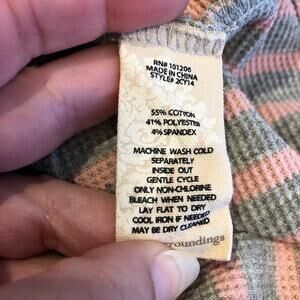 RN# 101206
MADE IN CHINA
STYLE# 2CY14
55% COTTON
41% POLYESTER
4% SPANDEX
MACHINE WASH COLD
SEPARATELY
INSIDE OUT
GENTLE CYCLE
ONLY NON-CHLORINE
BLEACH WHEN NEEDED
LAY FLAT TO DRY
COOL IRON IF NEEDED
MAY BE DRY CLEANED
roundings